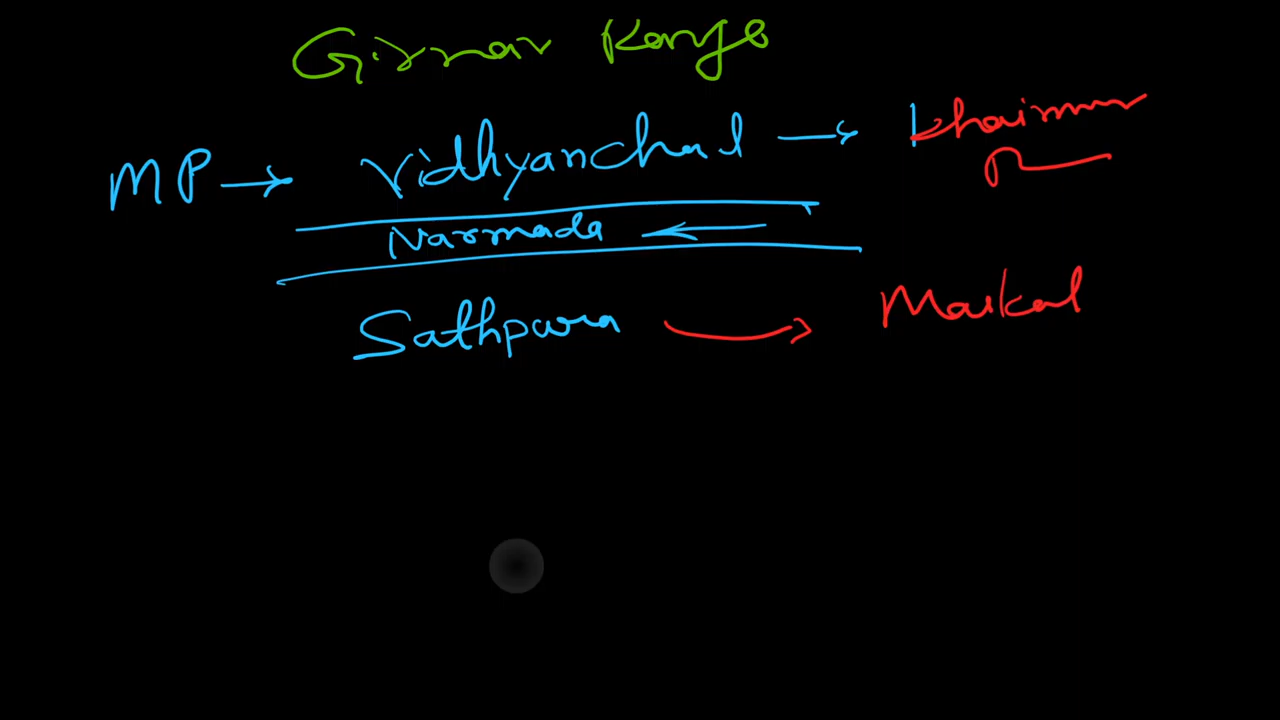 Girnar Range
MP → Vidhyanchal → Khaimur
R
Narmada ←
Sathpura → Maikal